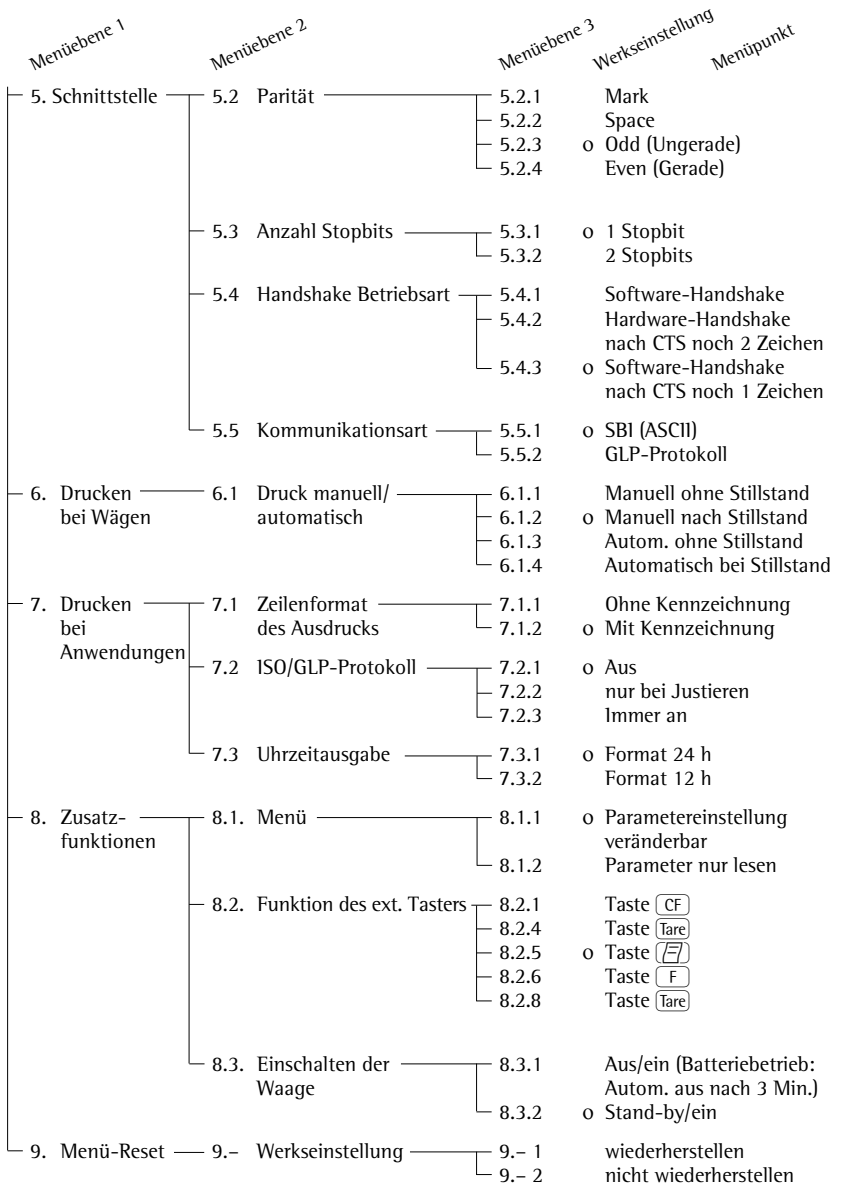 Menüebene 1 Menüebene 2 Menüebene 3 Werkseinstellung Menüpunkt
5. Schnittstelle 5.2 Parität 5.2.1 Mark
5.2.2 Space
5.2.3 o Odd (Ungerade)
5.2.4 Even (Gerade)
5.3 Anzahl Stopbits 5.3.1 o 1 Stopbit
5.3.2 2 Stopbits
5.4 Handshake Betriebsart 5.4.1 Software-Handshake
5.4.2 Hardware-Handshake
nach CTS noch 2 Zeichen
5.4.3 o Software-Handshake
nach CTS noch 1 Zeichen
5.5 Kommunikationsart 5.5.1 o SBI (ASCII)
5.5.2 GLP-Protokoll
6. Drucken 6.1 Druck manuell/ 6.1.1 Manuell ohne Stillstand
bei Wägen automatisch 6.1.2 o Manuell nach Stillstand
6.1.3 Autom. ohne Stillstand
6.1.4 Automatisch bei Stillstand
7. Drucken 7.1 Zeilenformat 7.1.1 Ohne Kennzeichnung
bei des Ausdrucks 7.1.2 o Mit Kennzeichnung
Anwendungen
7.2 ISO/GLP-Protokoll 7.2.1 o Aus
7.2.2 nur bei Justieren
7.2.3 Immer an
7.3 Uhrzeitausgabe 7.3.1 o Format 24 h
7.3.2 Format 12 h
8. Zusatz- 8.1. Menü 8.1.1 o Parametereinstellung
funktionen veränderbar
8.1.2 Parameter nur lesen
8.2. Funktion des ext. Tasters 8.2.1 Taste CF
8.2.4 Taste Tare
8.2.5 o Taste
8.2.6 Taste F
8.2.8 Taste Tare
8.3. Einschalten der 8.3.1 Aus/ein (Batteriebetrieb:
Waage Autom. aus nach 3 Min.)
8.3.2 o Stand-by/ein
9. Menü-Reset 9.– Werkseinstellung 9.– 1 wiederherstellen
9.– 2 nicht wiederherstellen